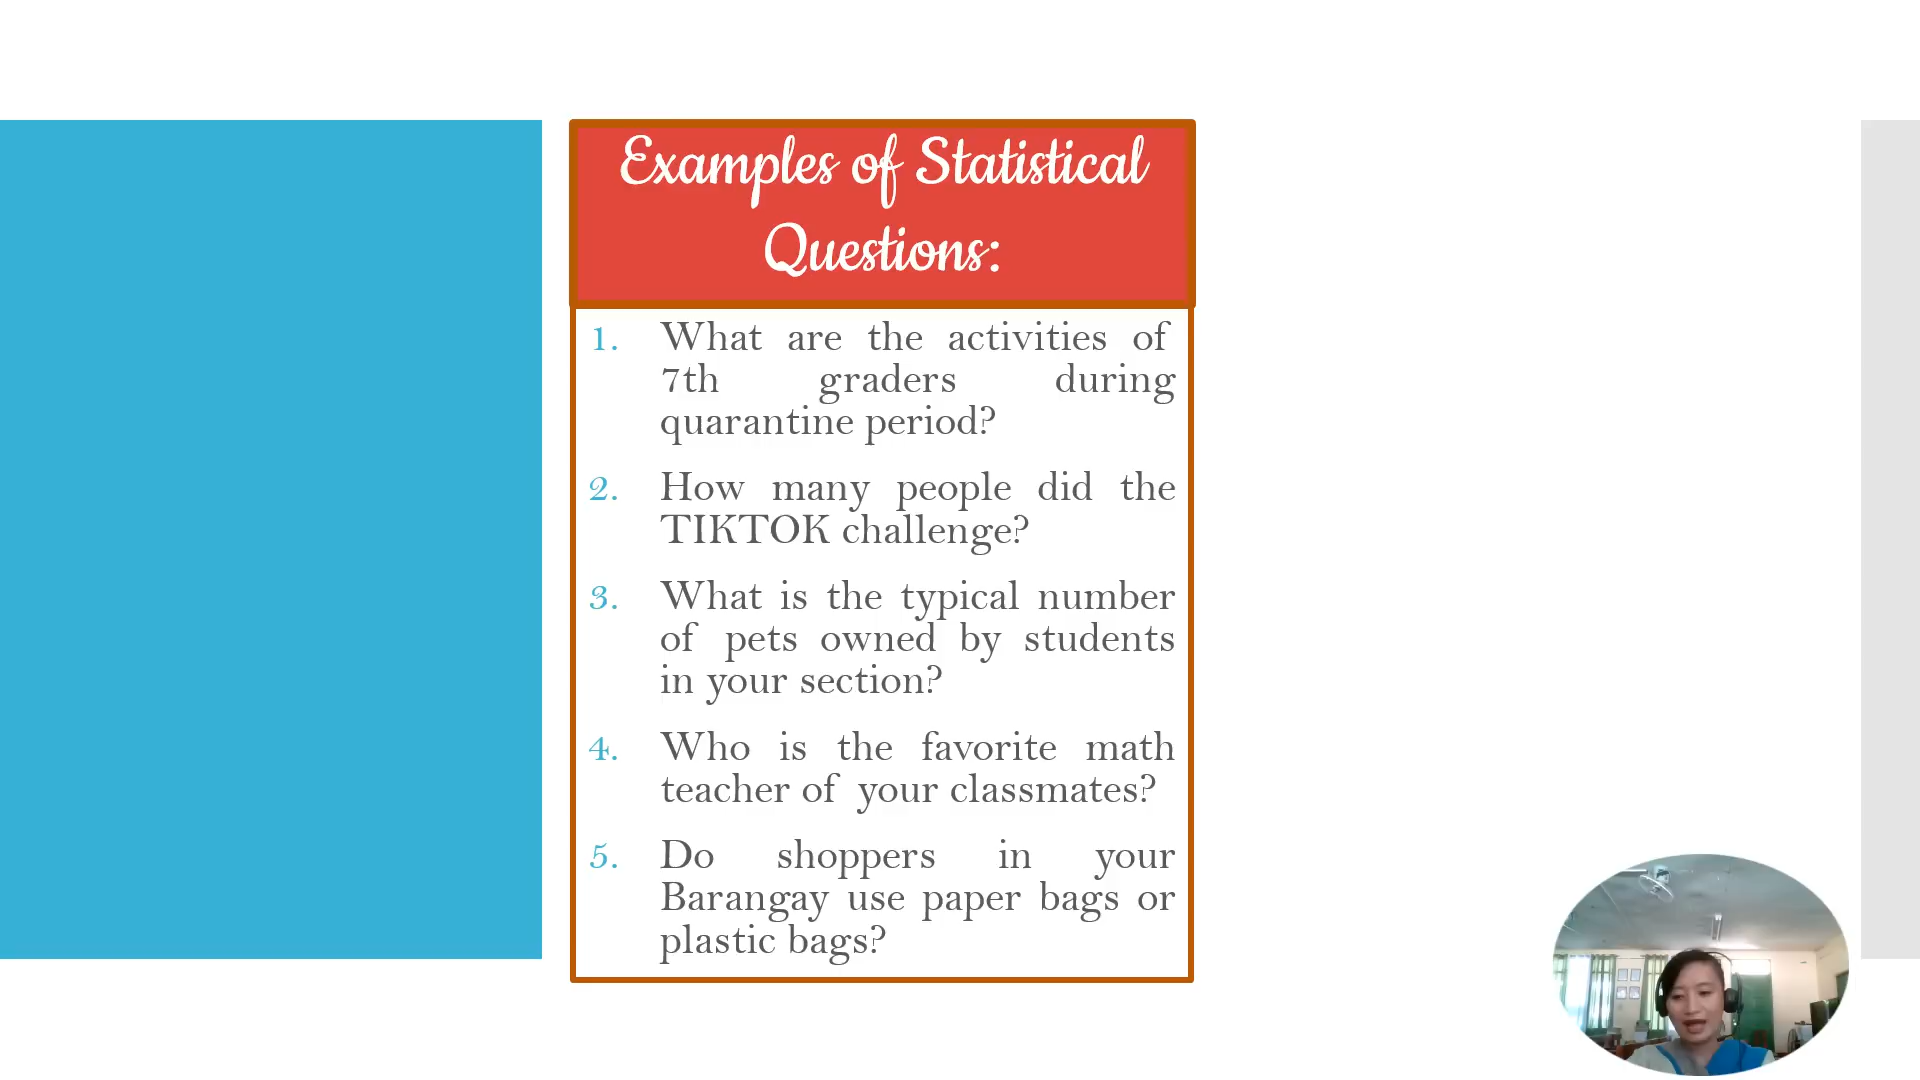 Examples of Statistical
Questions:
1. What are the activities of
7th graders during
quarantine period?
2. How many people did the
TIKTOK challenge?
3. What is the typical number
of pets owned by students
in your section?
4. Who is the favorite math
teacher of your classmates?
5. Do shoppers in your
Barangay use paper bags or
plastic bags?